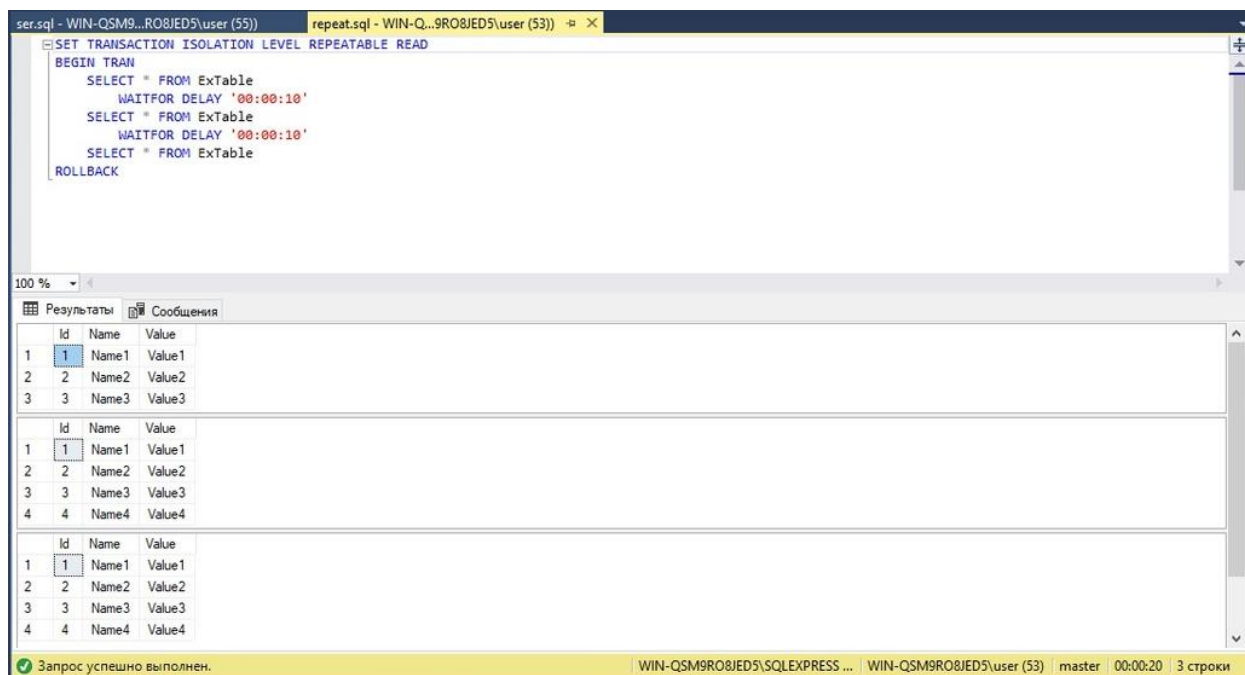 ser.sql - WIN-QSM9...RO8JED5\user (55))
repeat.sql - WIN-Q...9RO8JED5\user (53))
SET TRANSACTION ISOLATION LEVEL REPEATABLE READ
BEGIN TRAN
SELECT * FROM ExTable
WAITFOR DELAY '00:00:10'
SELECT * FROM ExTable
WAITFOR DELAY '00:00:10'
SELECT * FROM ExTable
ROLLBACK
100 %
Результаты Сообщения
Id Name Value
1 1 Name1 Value1
2 2 Name2 Value2
3 3 Name3 Value3
Id Name Value
1 1 Name1 Value1
2 2 Name2 Value2
3 3 Name3 Value3
4 4 Name4 Value4
Id Name Value
1 1 Name1 Value1
2 2 Name2 Value2
3 3 Name3 Value3
4 4 Name4 Value4
Запрос успешно выполнен.
WIN-QSM9RO8JED5\SQLEXPRESS ... WIN-QSM9RO8JED5\user (53) master 00:00:20 3 строки